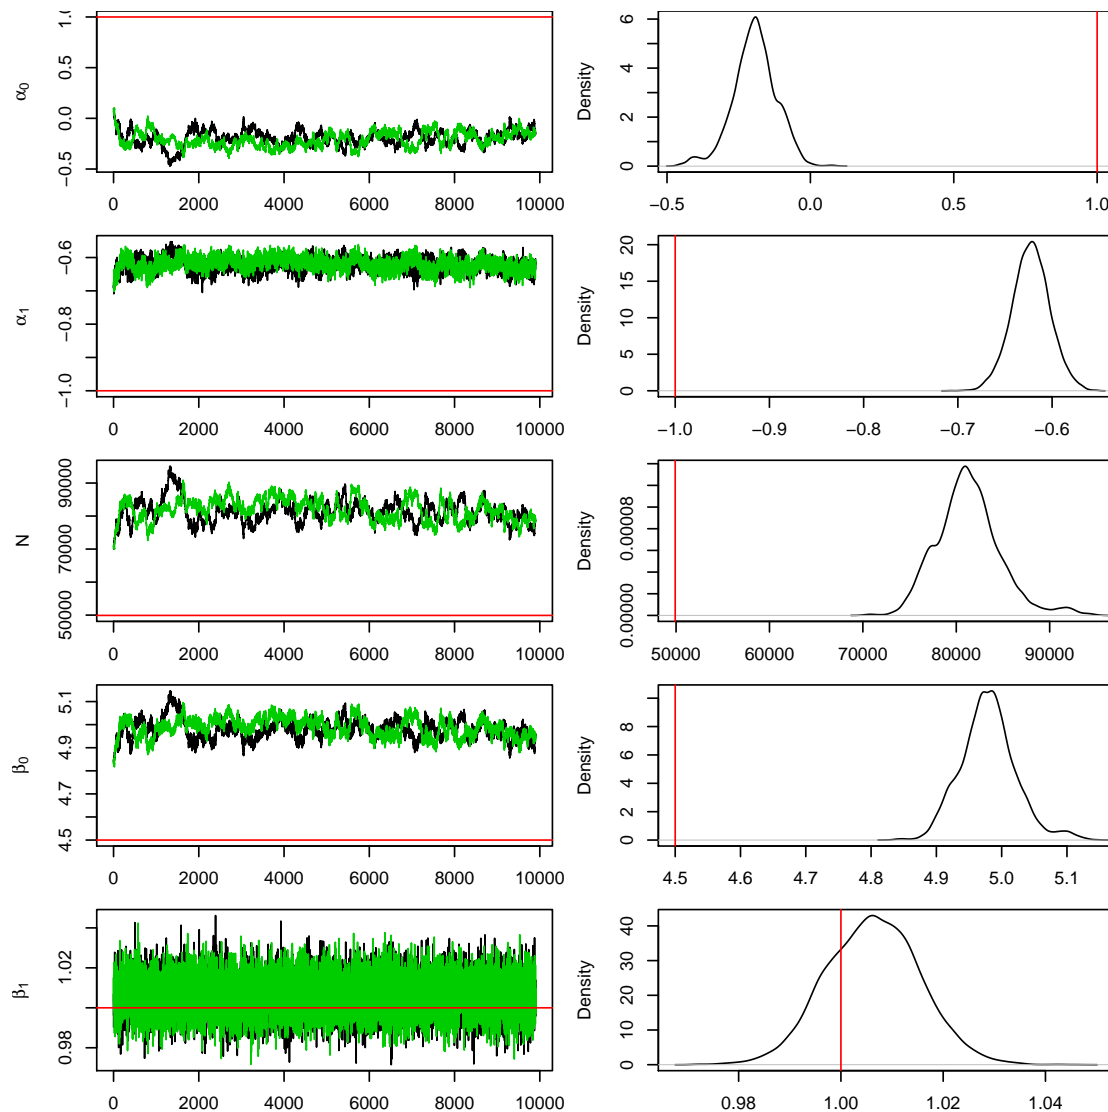 α0
−0.5 0.0 0.5 1.0
0 2000 4000 6000 8000 10000
Density
0 2 4 6
−0.5 0.0 0.5 1.0
α1
−1.0 −0.8 −0.6
0 2000 4000 6000 8000 10000
Density
0 5 10 15 20
−1.0 −0.9 −0.8 −0.7 −0.6
N
50000 70000 90000
0 2000 4000 6000 8000 10000
Density
0.00000 0.00008
50000 60000 70000 80000 90000
β0
4.5 4.7 4.9 5.1
0 2000 4000 6000 8000 10000
Density
0 2 4 6 8
4.5 4.6 4.7 4.8 4.9 5.0 5.1
β1
0.98 1.02
0 2000 4000 6000 8000 10000
Density
0 10 20 30 40
0.98 1.00 1.02 1.04